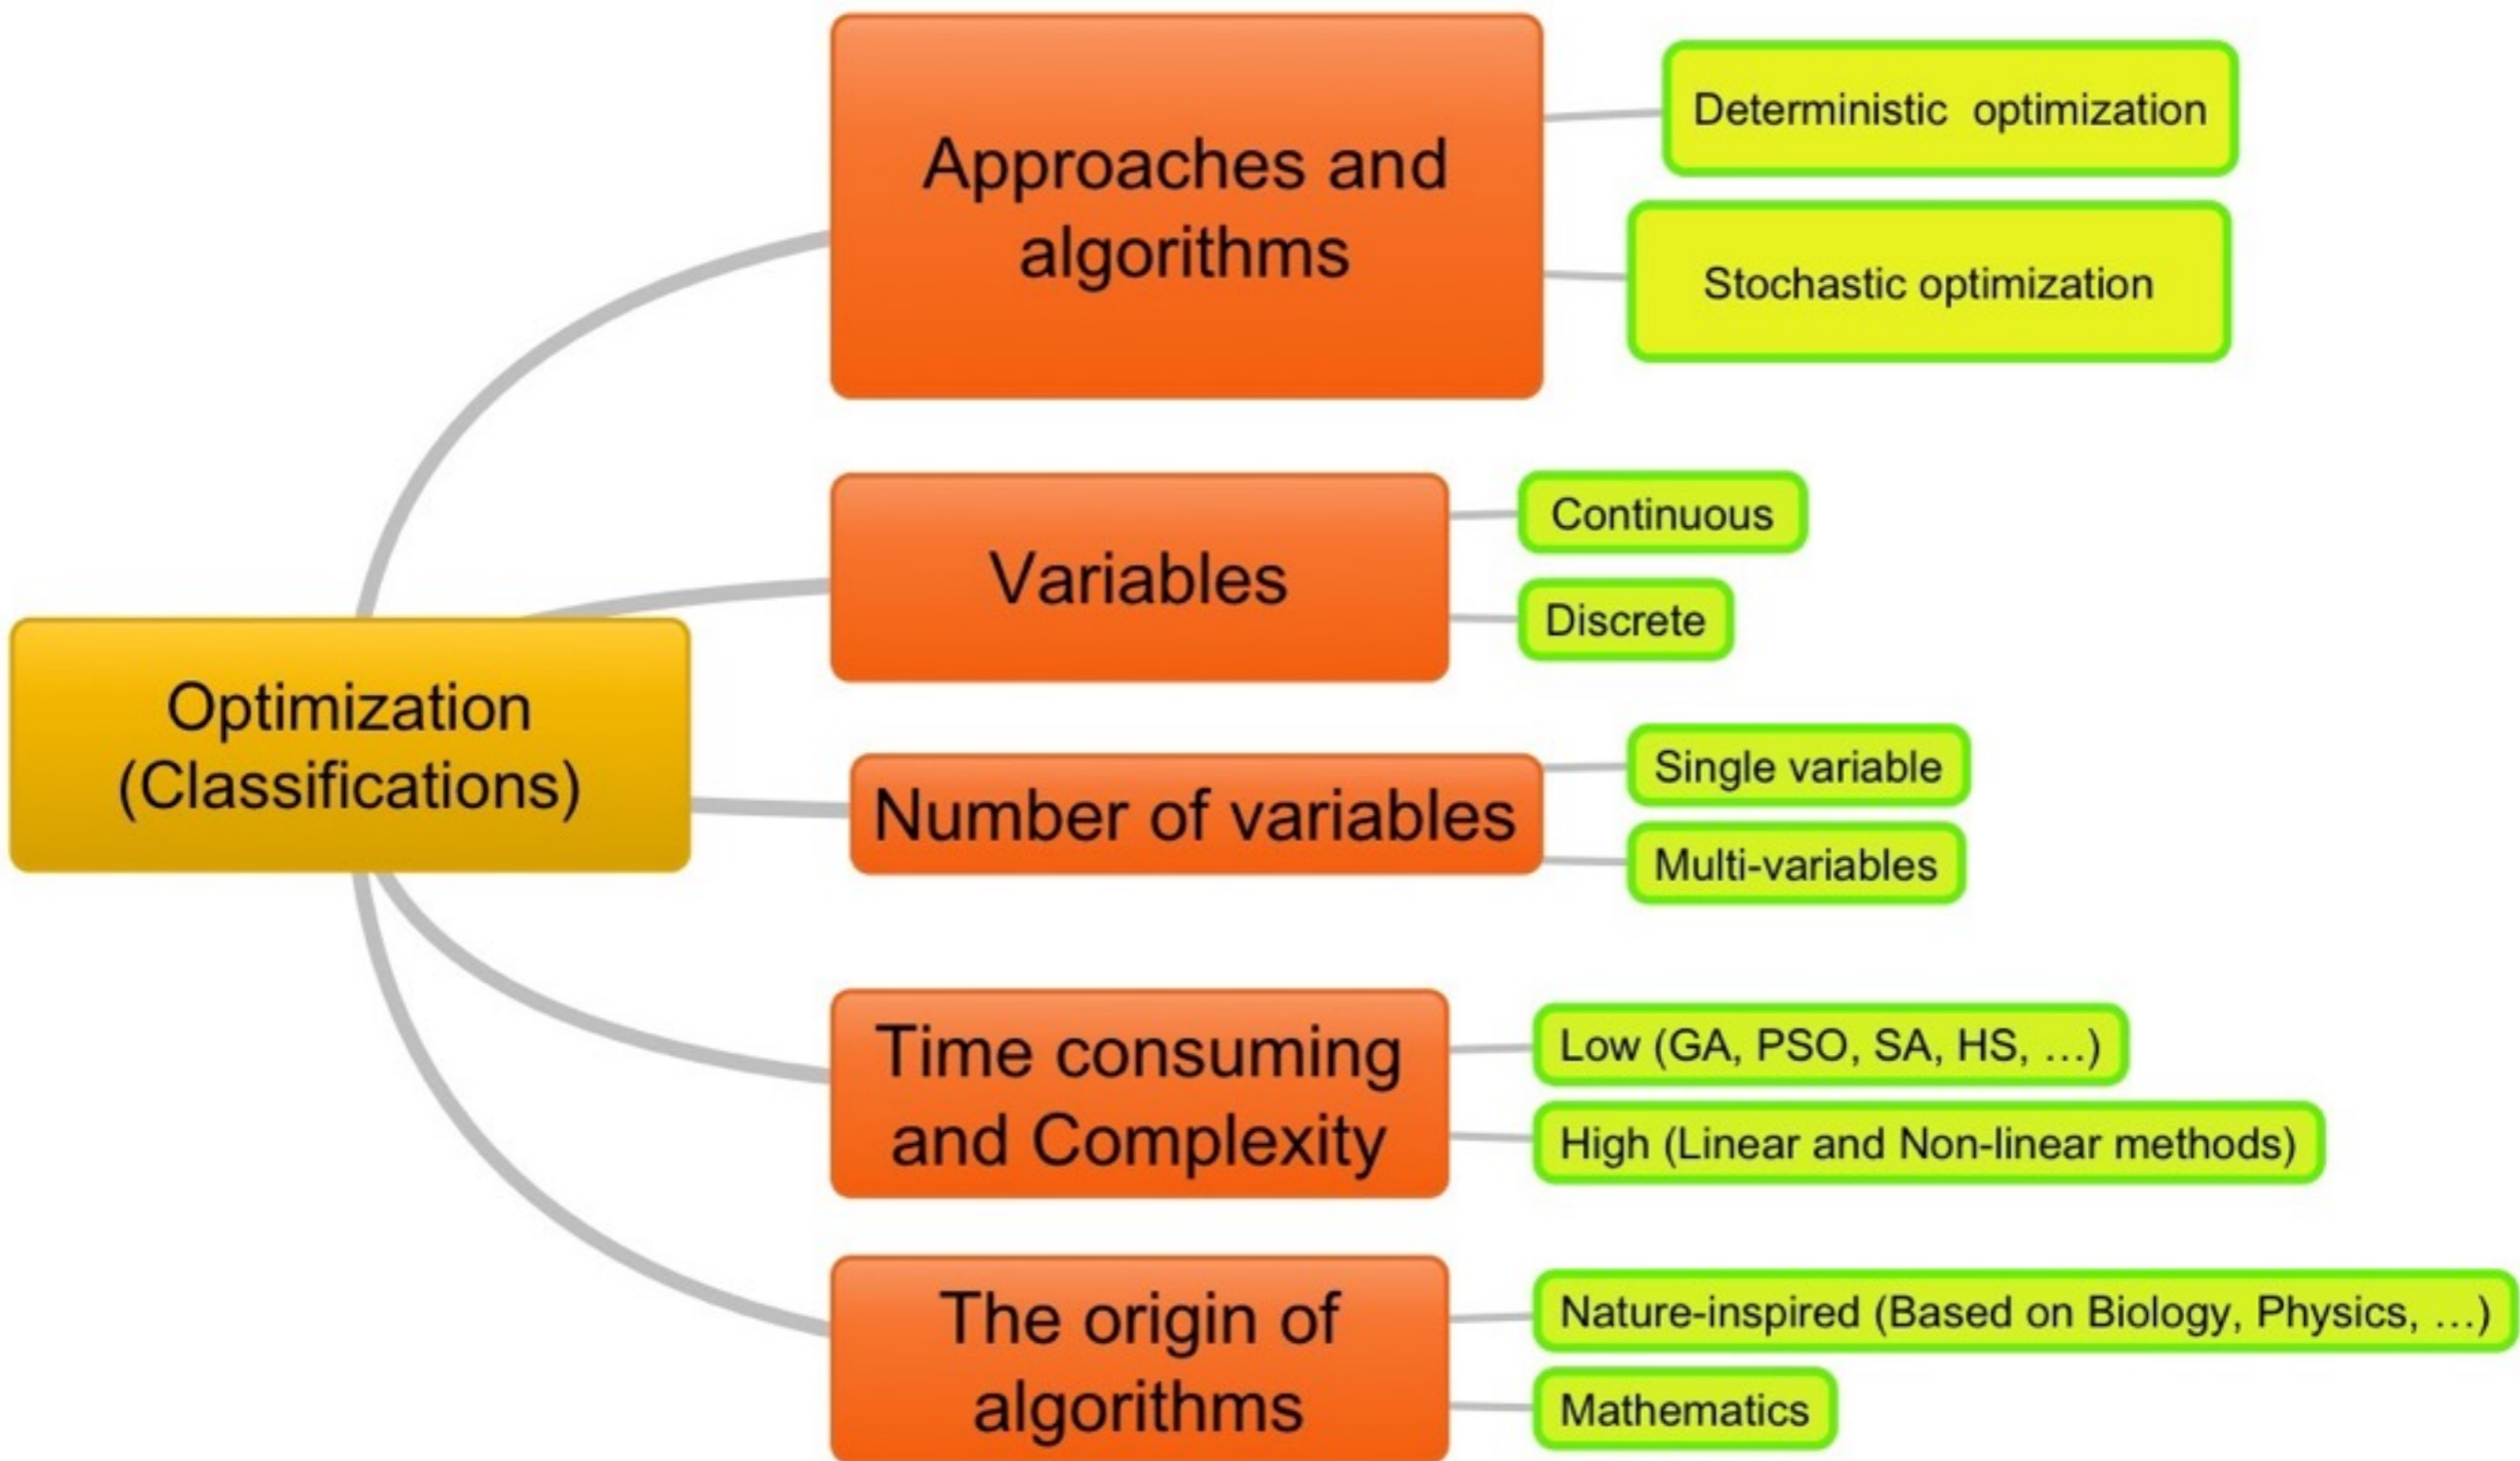 Approaches and
algorithms
Deterministic  optimization
Stochastic optimization
Variables
Continuous
Discrete
Optimization
(Classifications)
Number of variables
Single variable
Multi-variables
Time consuming
and Complexity
Low (GA, PSO, SA, HS, …)
High (Linear and Non-linear methods)
The origin of
algorithms
Nature-inspired (Based on Biology, Physics, …)
Mathematics